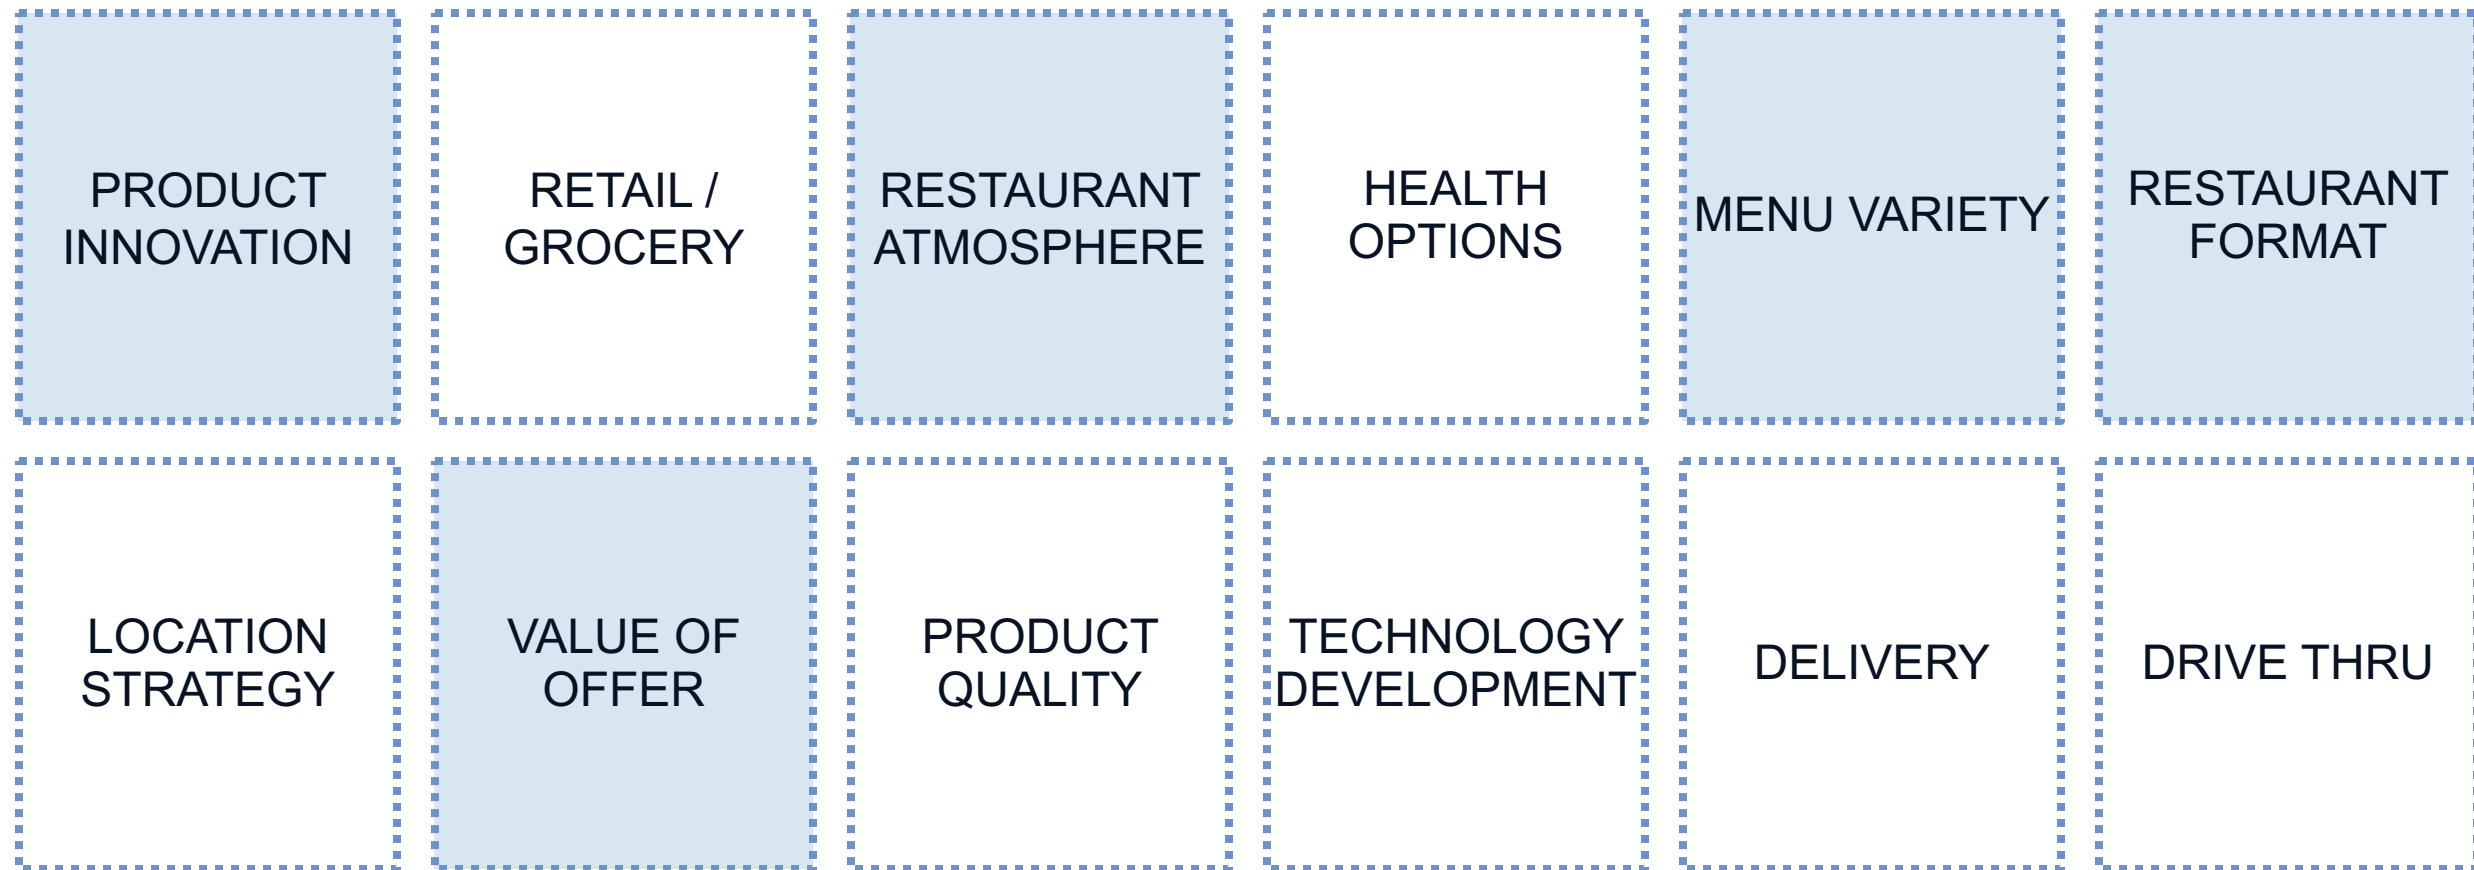 PRODUCT
INNOVATION
RETAIL /
GROCERY
RESTAURANT
ATMOSPHERE
HEALTH
OPTIONS
MENU VARIETY
RESTAURANT
FORMAT
LOCATION
STRATEGY
VALUE OF
OFFER
PRODUCT
QUALITY
TECHNOLOGY
DEVELOPMENT
DELIVERY
DRIVE THRU